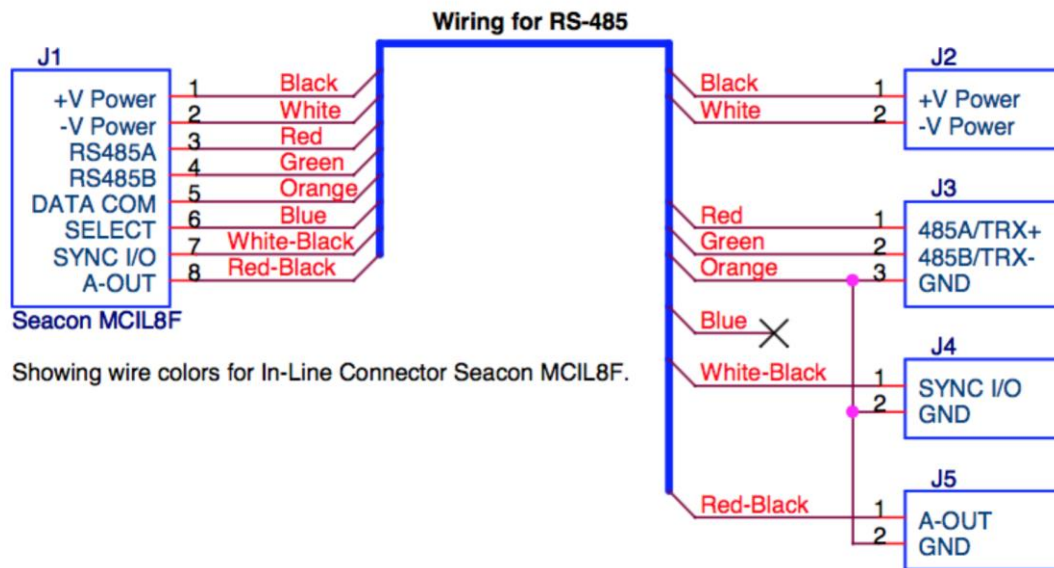 Wiring for RS-485
J1
+V Power 1 Black
-V Power 2 White
RS485A 3 Red
RS485B 4 Green
DATA COM 5 Orange
SELECT 6 Blue
SYNC I/O 7 White-Black
A-OUT 8 Red-Black
Seacon MCIL8F
Showing wire colors for In-Line Connector Seacon MCIL8F.
J2
Black 1 +V Power
White 2 -V Power
J3
Red 1 485A/TRX+
Green 2 485B/TRX-
Orange 3 GND
Blue
J4
White-Black 1 SYNC I/O
2 GND
J5
Red-Black 1 A-OUT
2 GND